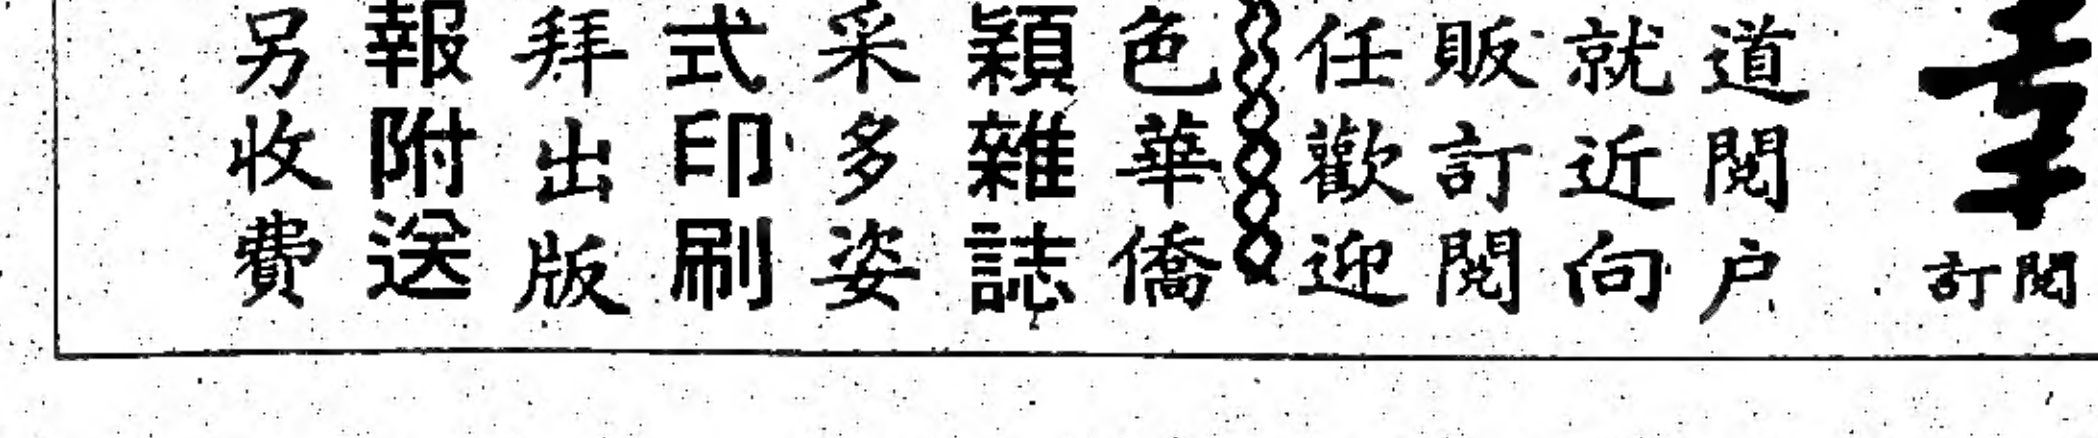 訂閱
道閱户
就近向
販訂閱
任歡迎
色華僑
穎雜誌
采多姿
式印刷
拜出版
報附送
另收費